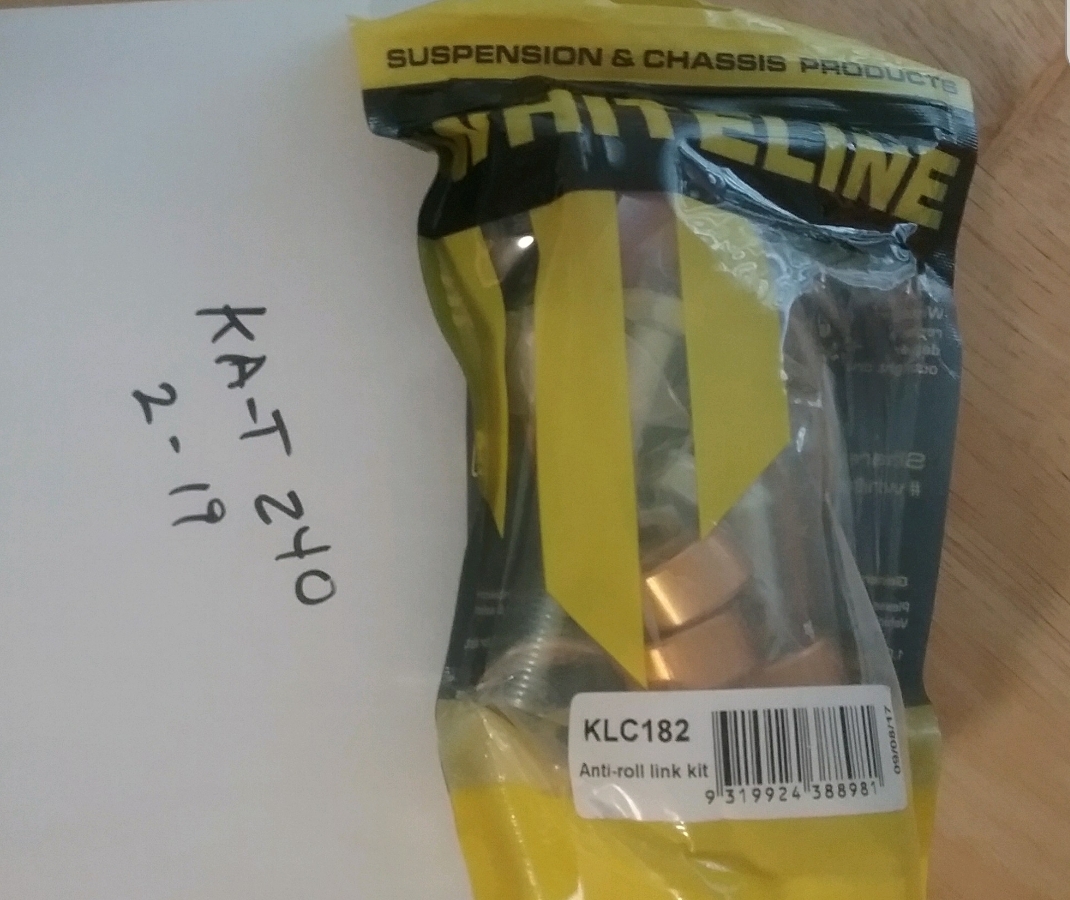 SUSPENSION & CHASSIS PRODUCTS
WHITELINE
KA-T 240
2-19
KLC182
Anti-roll link kit
9 319924 388981
09/08/17